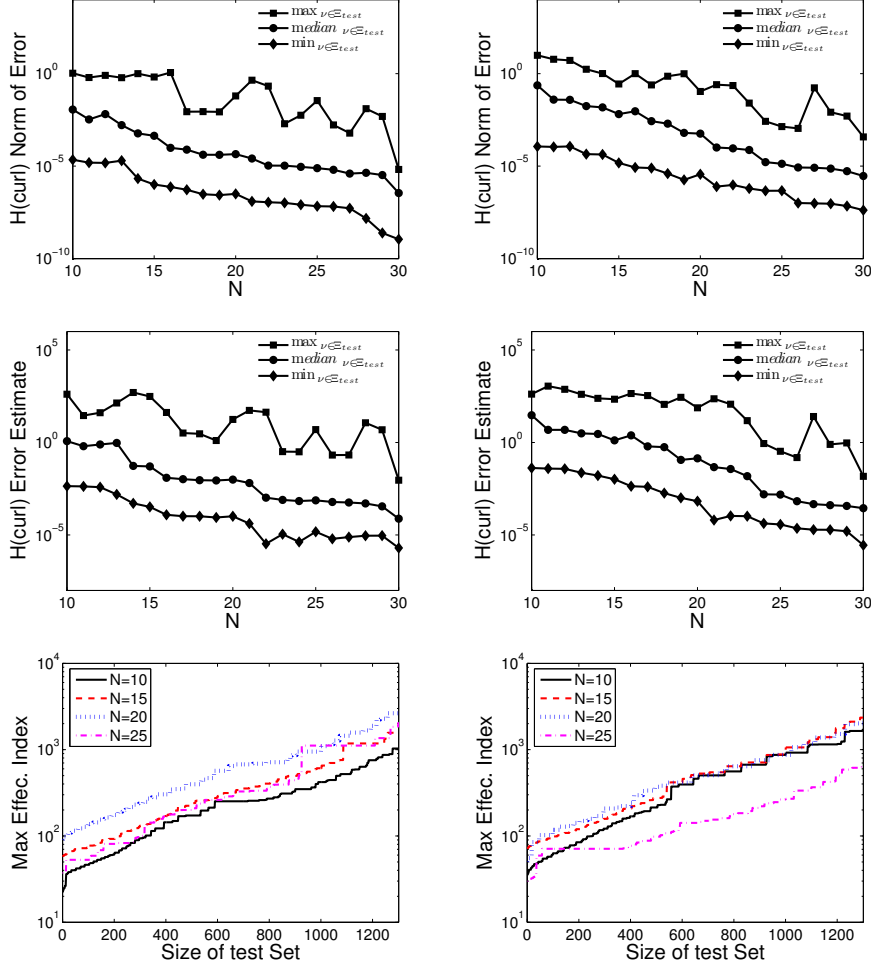 max ν∈Ξtest
median ν∈Ξtest
min ν∈Ξtest
10^0
10^-5
10^-10
10 15 20 25 30
N
H(curl) Norm of Error
max ν∈Ξtest
median ν∈Ξtest
min ν∈Ξtest
10^0
10^-5
10^-10
10 15 20 25 30
N
H(curl) Norm of Error
max ν∈Ξtest
median ν∈Ξtest
min ν∈Ξtest
10^5
10^0
10^-5
10 15 20 25 30
N
H(curl) Error Estimate
max ν∈Ξtest
median ν∈Ξtest
min ν∈Ξtest
10^5
10^0
10^-5
10 15 20 25 30
N
H(curl) Error Estimate
N=10
N=15
N=20
N=25
10^4
10^3
10^2
10^1
0 200 400 600 800 1000 1200
Size of test Set
Max Effec. Index
N=10
N=15
N=20
N=25
10^4
10^3
10^2
10^1
0 200 400 600 800 1000 1200
Size of test Set
Max Effec. Index